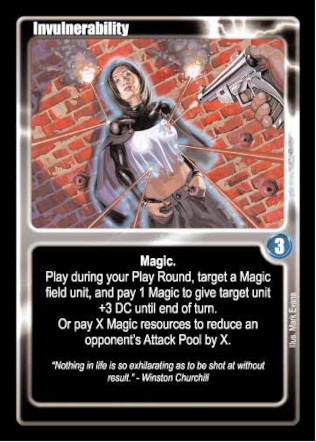 Invulnerability
3
Magic.
Play during your Play Round, target a Magic
field unit, and pay 1 Magic to give target unit
+3 DC until end of turn.
Or pay X Magic resources to reduce an
opponent's Attack Pool by X.
"Nothing in life is so exhilarating as to be shot at without
result." - Winston Churchill
Illus. Mark Evans